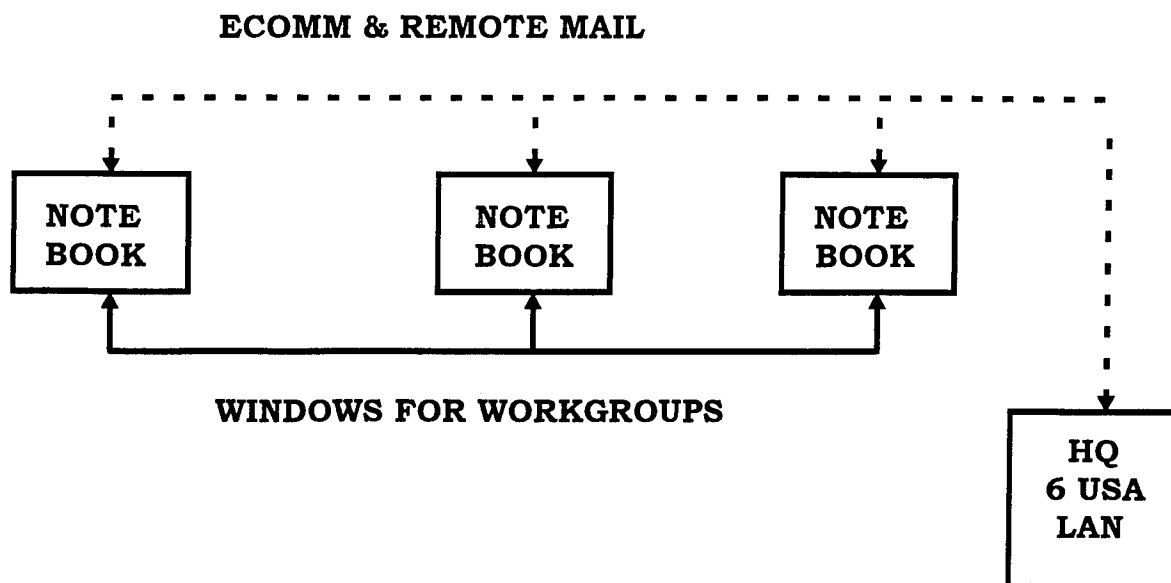 ECOMM & REMOTE MAIL
NOTE
BOOK
NOTE
BOOK
NOTE
BOOK
WINDOWS FOR WORKGROUPS
HQ
6 USA
LAN